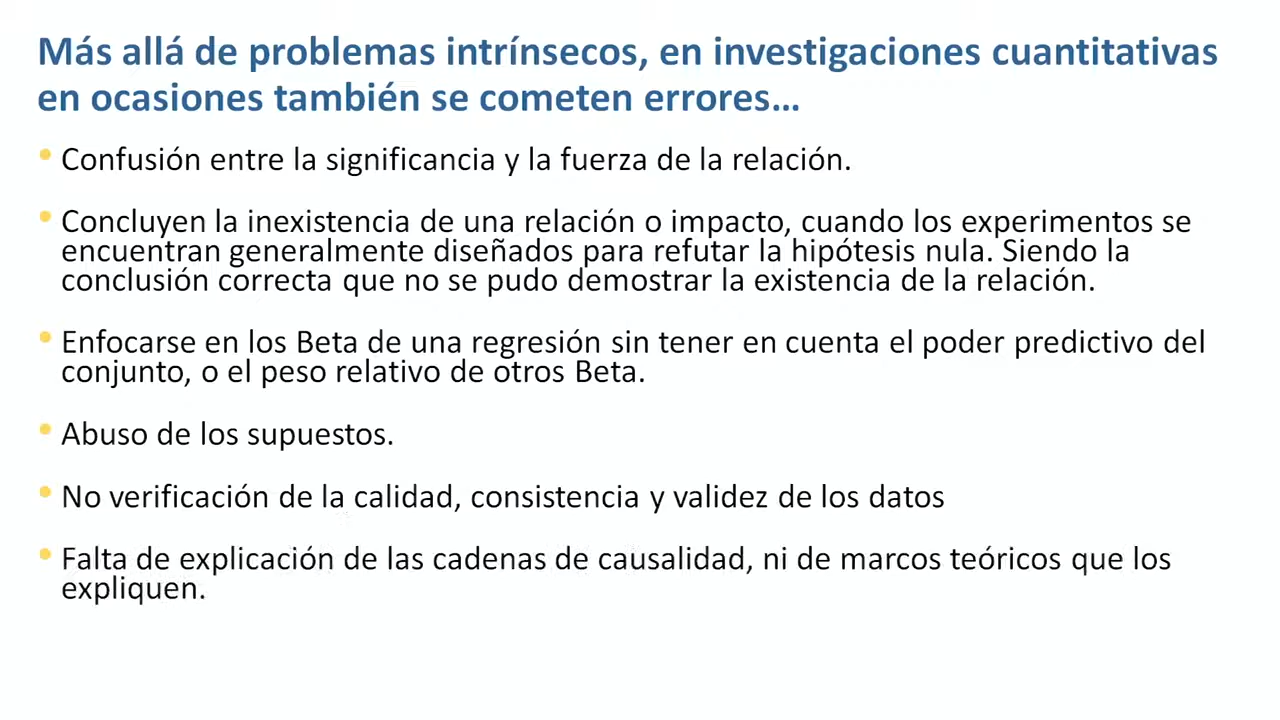 Más allá de problemas intrínsecos, en investigaciones cuantitativas
en ocasiones también se cometen errores…
• Confusión entre la significancia y la fuerza de la relación.
• Concluyen la inexistencia de una relación o impacto, cuando los experimentos se
encuentran generalmente diseñados para refutar la hipótesis nula. Siendo la
conclusión correcta que no se pudo demostrar la existencia de la relación.
• Enfocarse en los Beta de una regresión sin tener en cuenta el poder predictivo del
conjunto, o el peso relativo de otros Beta.
• Abuso de los supuestos.
• No verificación de la calidad, consistencia y validez de los datos
• Falta de explicación de las cadenas de causalidad, ni de marcos teóricos que los
expliquen.